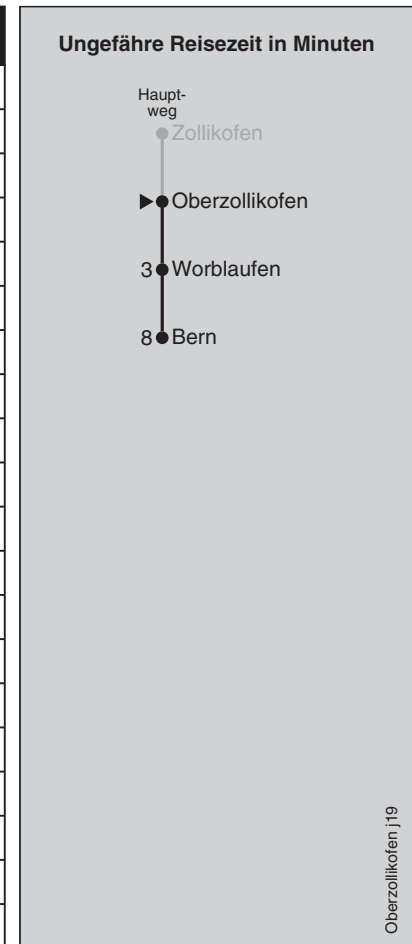 Ungefähre Reisezeit in Minuten
Haupt-
weg
Zollikofen
Oberzollikofen
3 Worblaufen
8 Bern
Oberzollikofen j19